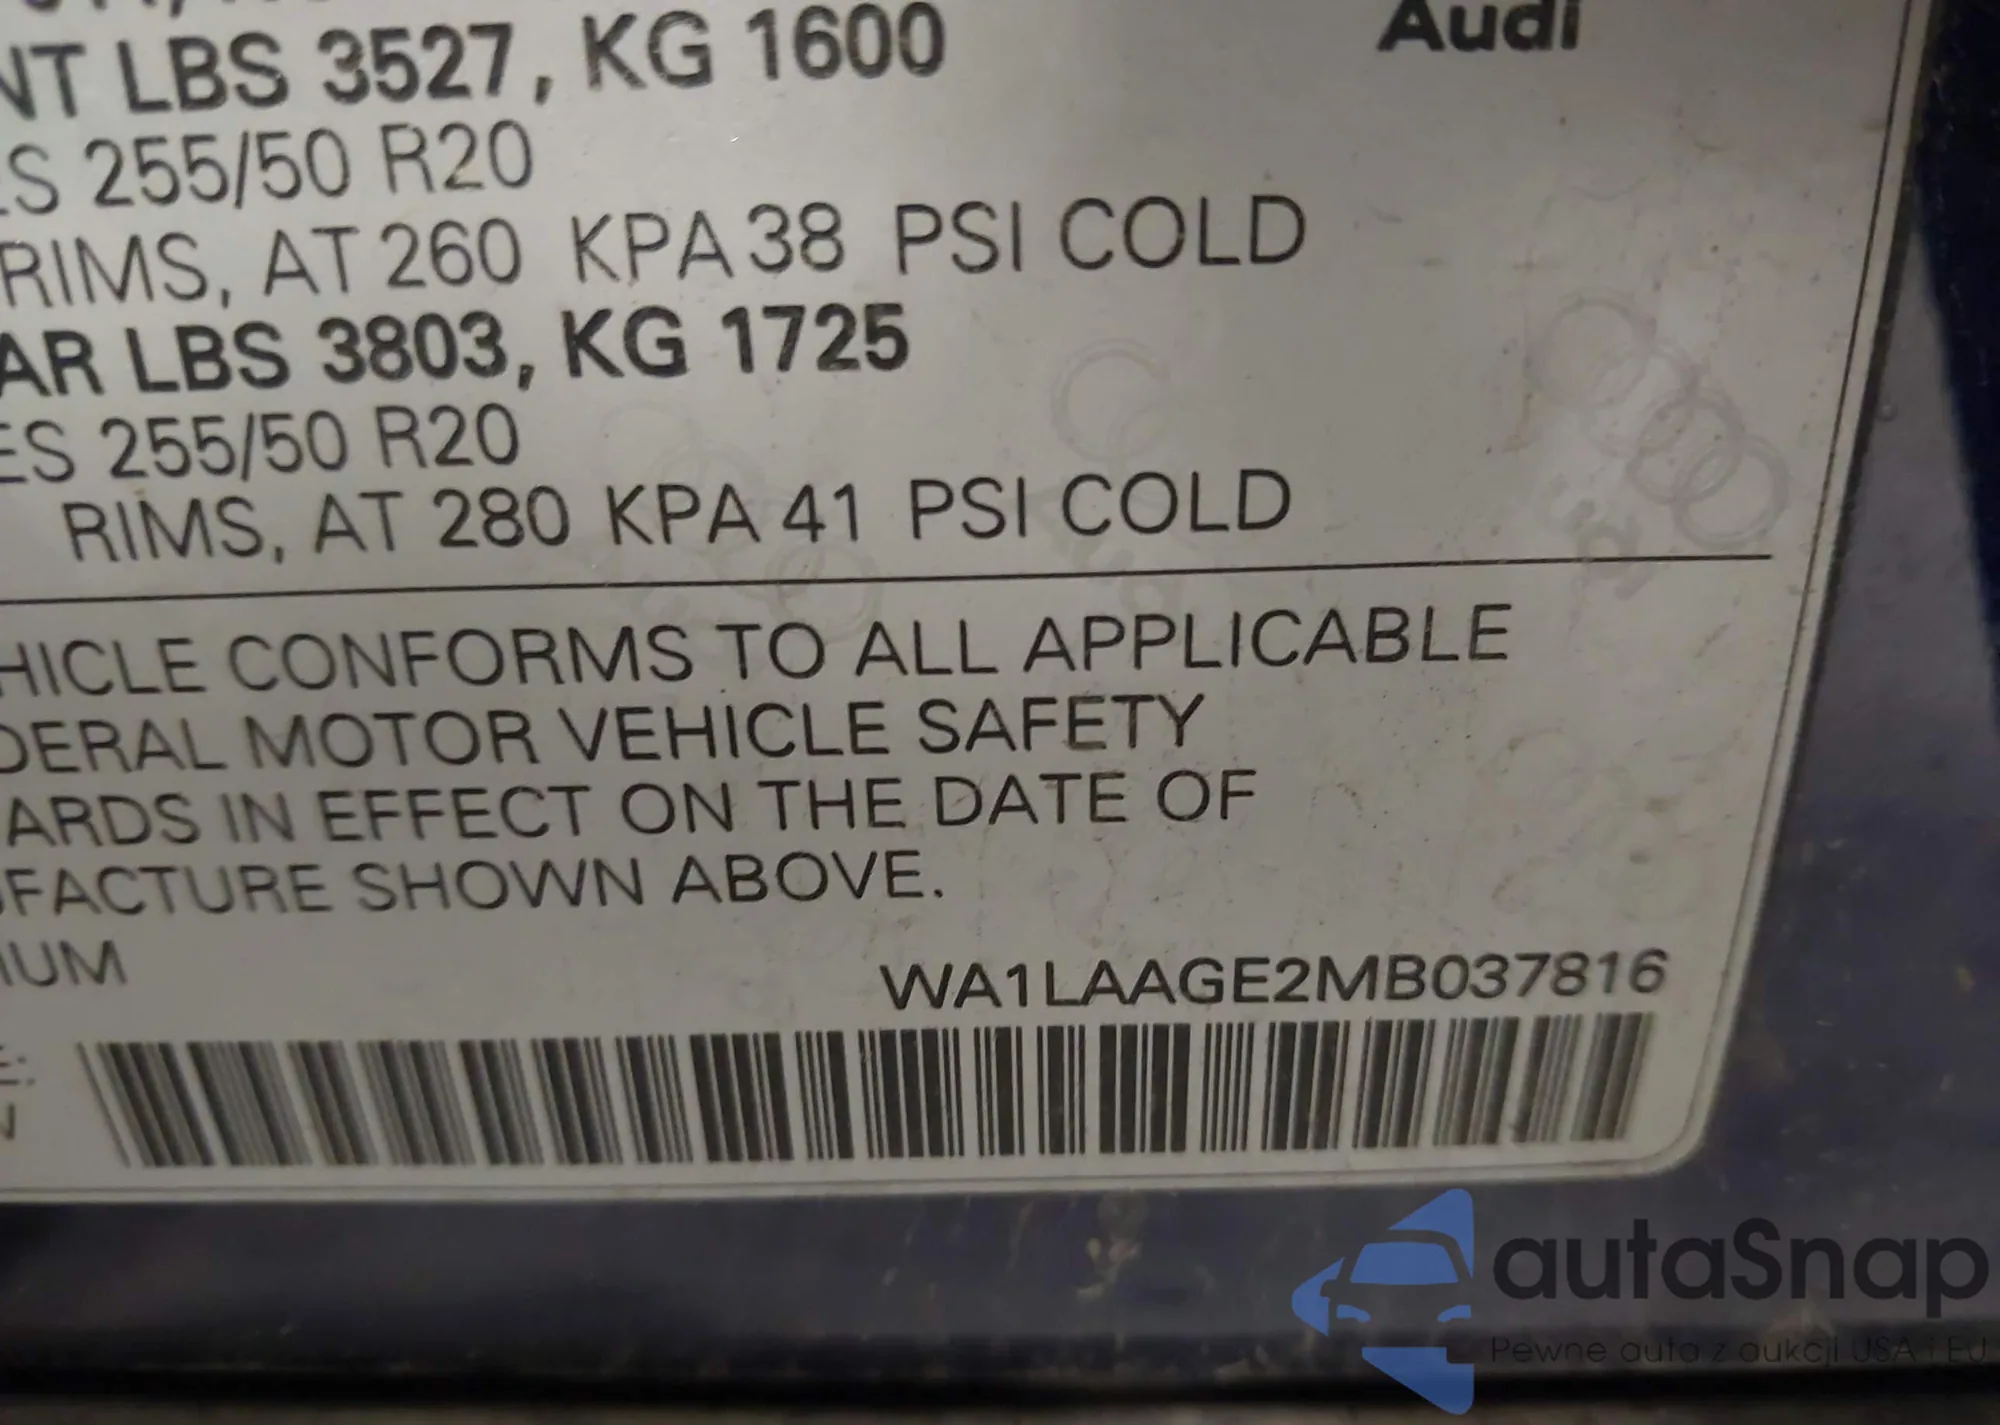 Audi
NT LBS 3527, KG 1600
ES 255/50 R20
RIMS, AT 260 KPA 38 PSI COLD
AR LBS 3803, KG 1725
ES 255/50 R20
RIMS, AT 280 KPA 41 PSI COLD
HICLE CONFORMS TO ALL APPLICABLE
DERAL MOTOR VEHICLE SAFETY
ARDS IN EFFECT ON THE DATE OF
FACTURE SHOWN ABOVE.
IUM
WA1LAAGE2MB037816
autaSnap
Pewne auta z aukcji USA i EU